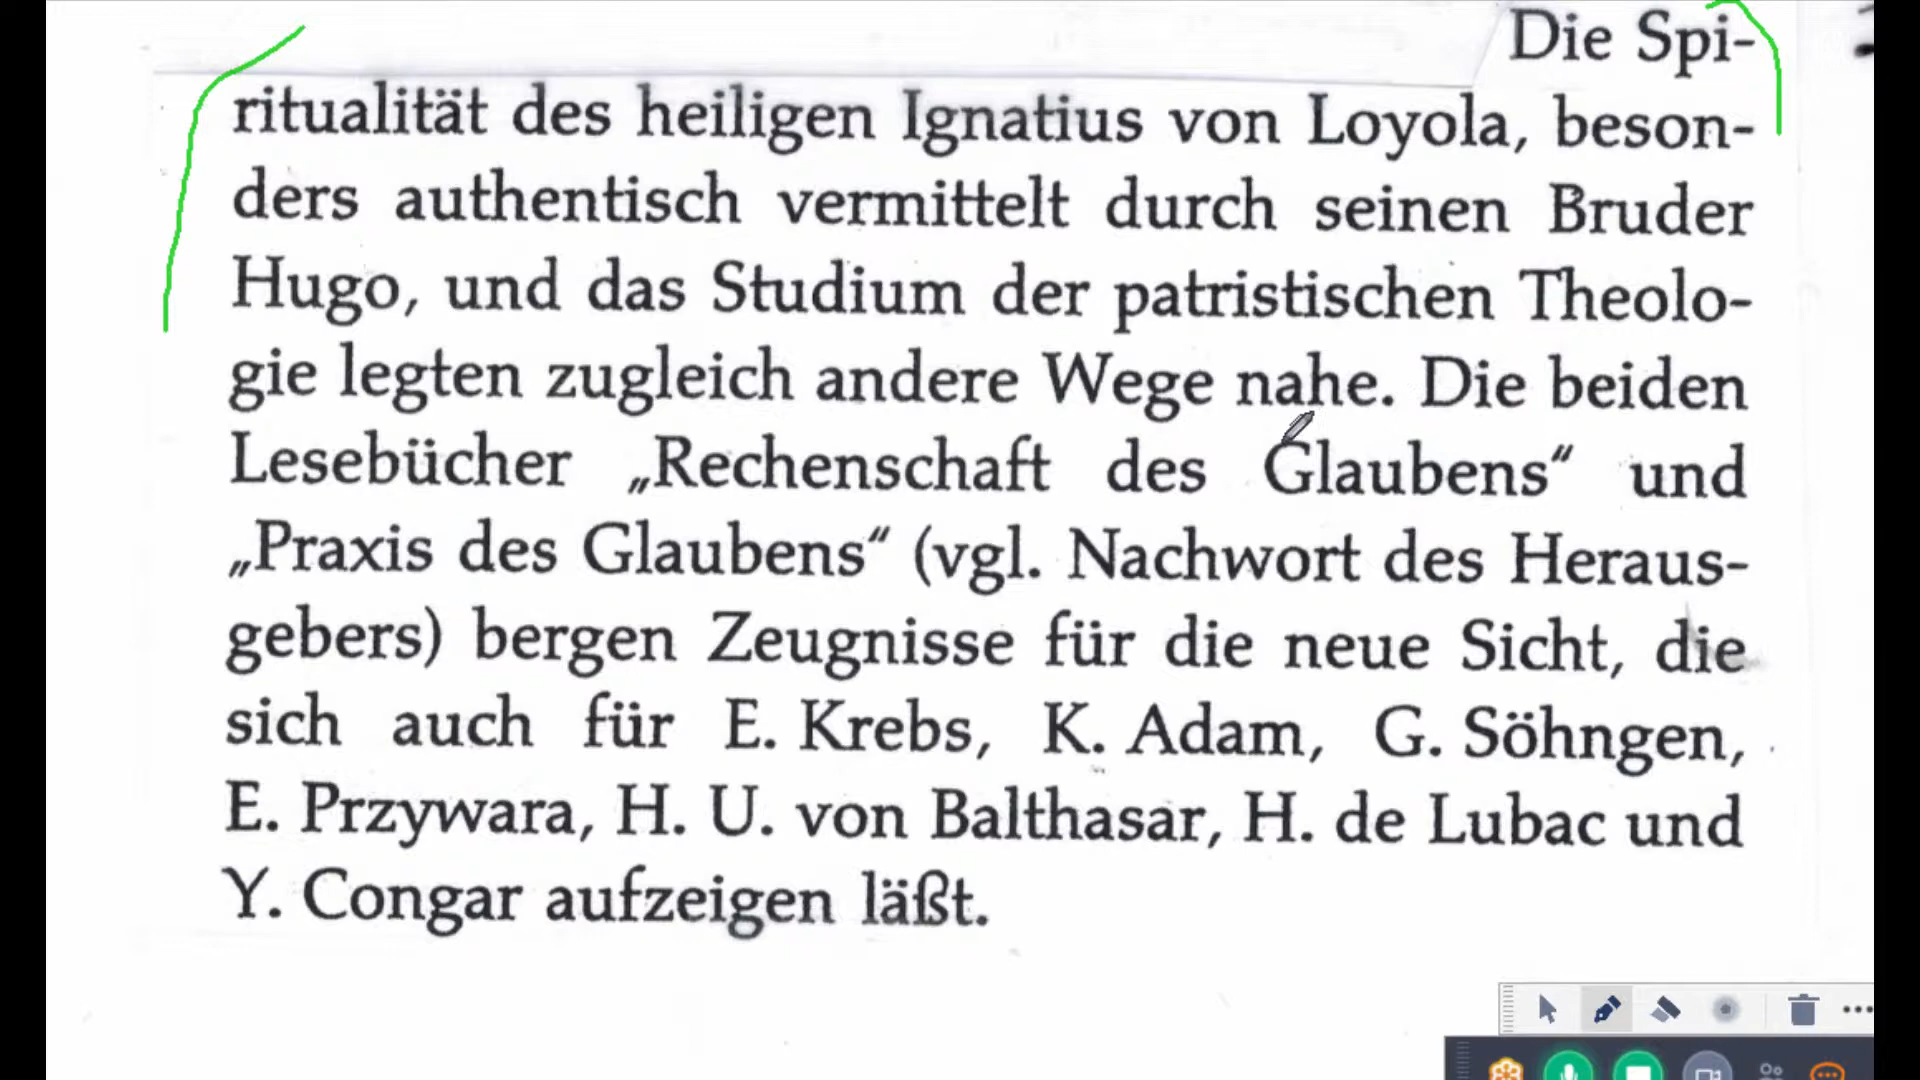 Die Spi-
ritualität des heiligen Ignatius von Loyola, beson-
ders authentisch vermittelt durch seinen Bruder
Hugo, und das Studium der patristischen Theolo-
gie legten zugleich andere Wege nahe. Die beiden
Lesebücher „Rechenschaft des Glaubens“ und
„Praxis des Glaubens“ (vgl. Nachwort des Heraus-
gebers) bergen Zeugnisse für die neue Sicht, die
sich auch für E. Krebs, K. Adam, G. Söhngen,
E. Przywara, H. U. von Balthasar, H. de Lubac und
Y. Congar aufzeigen läßt.